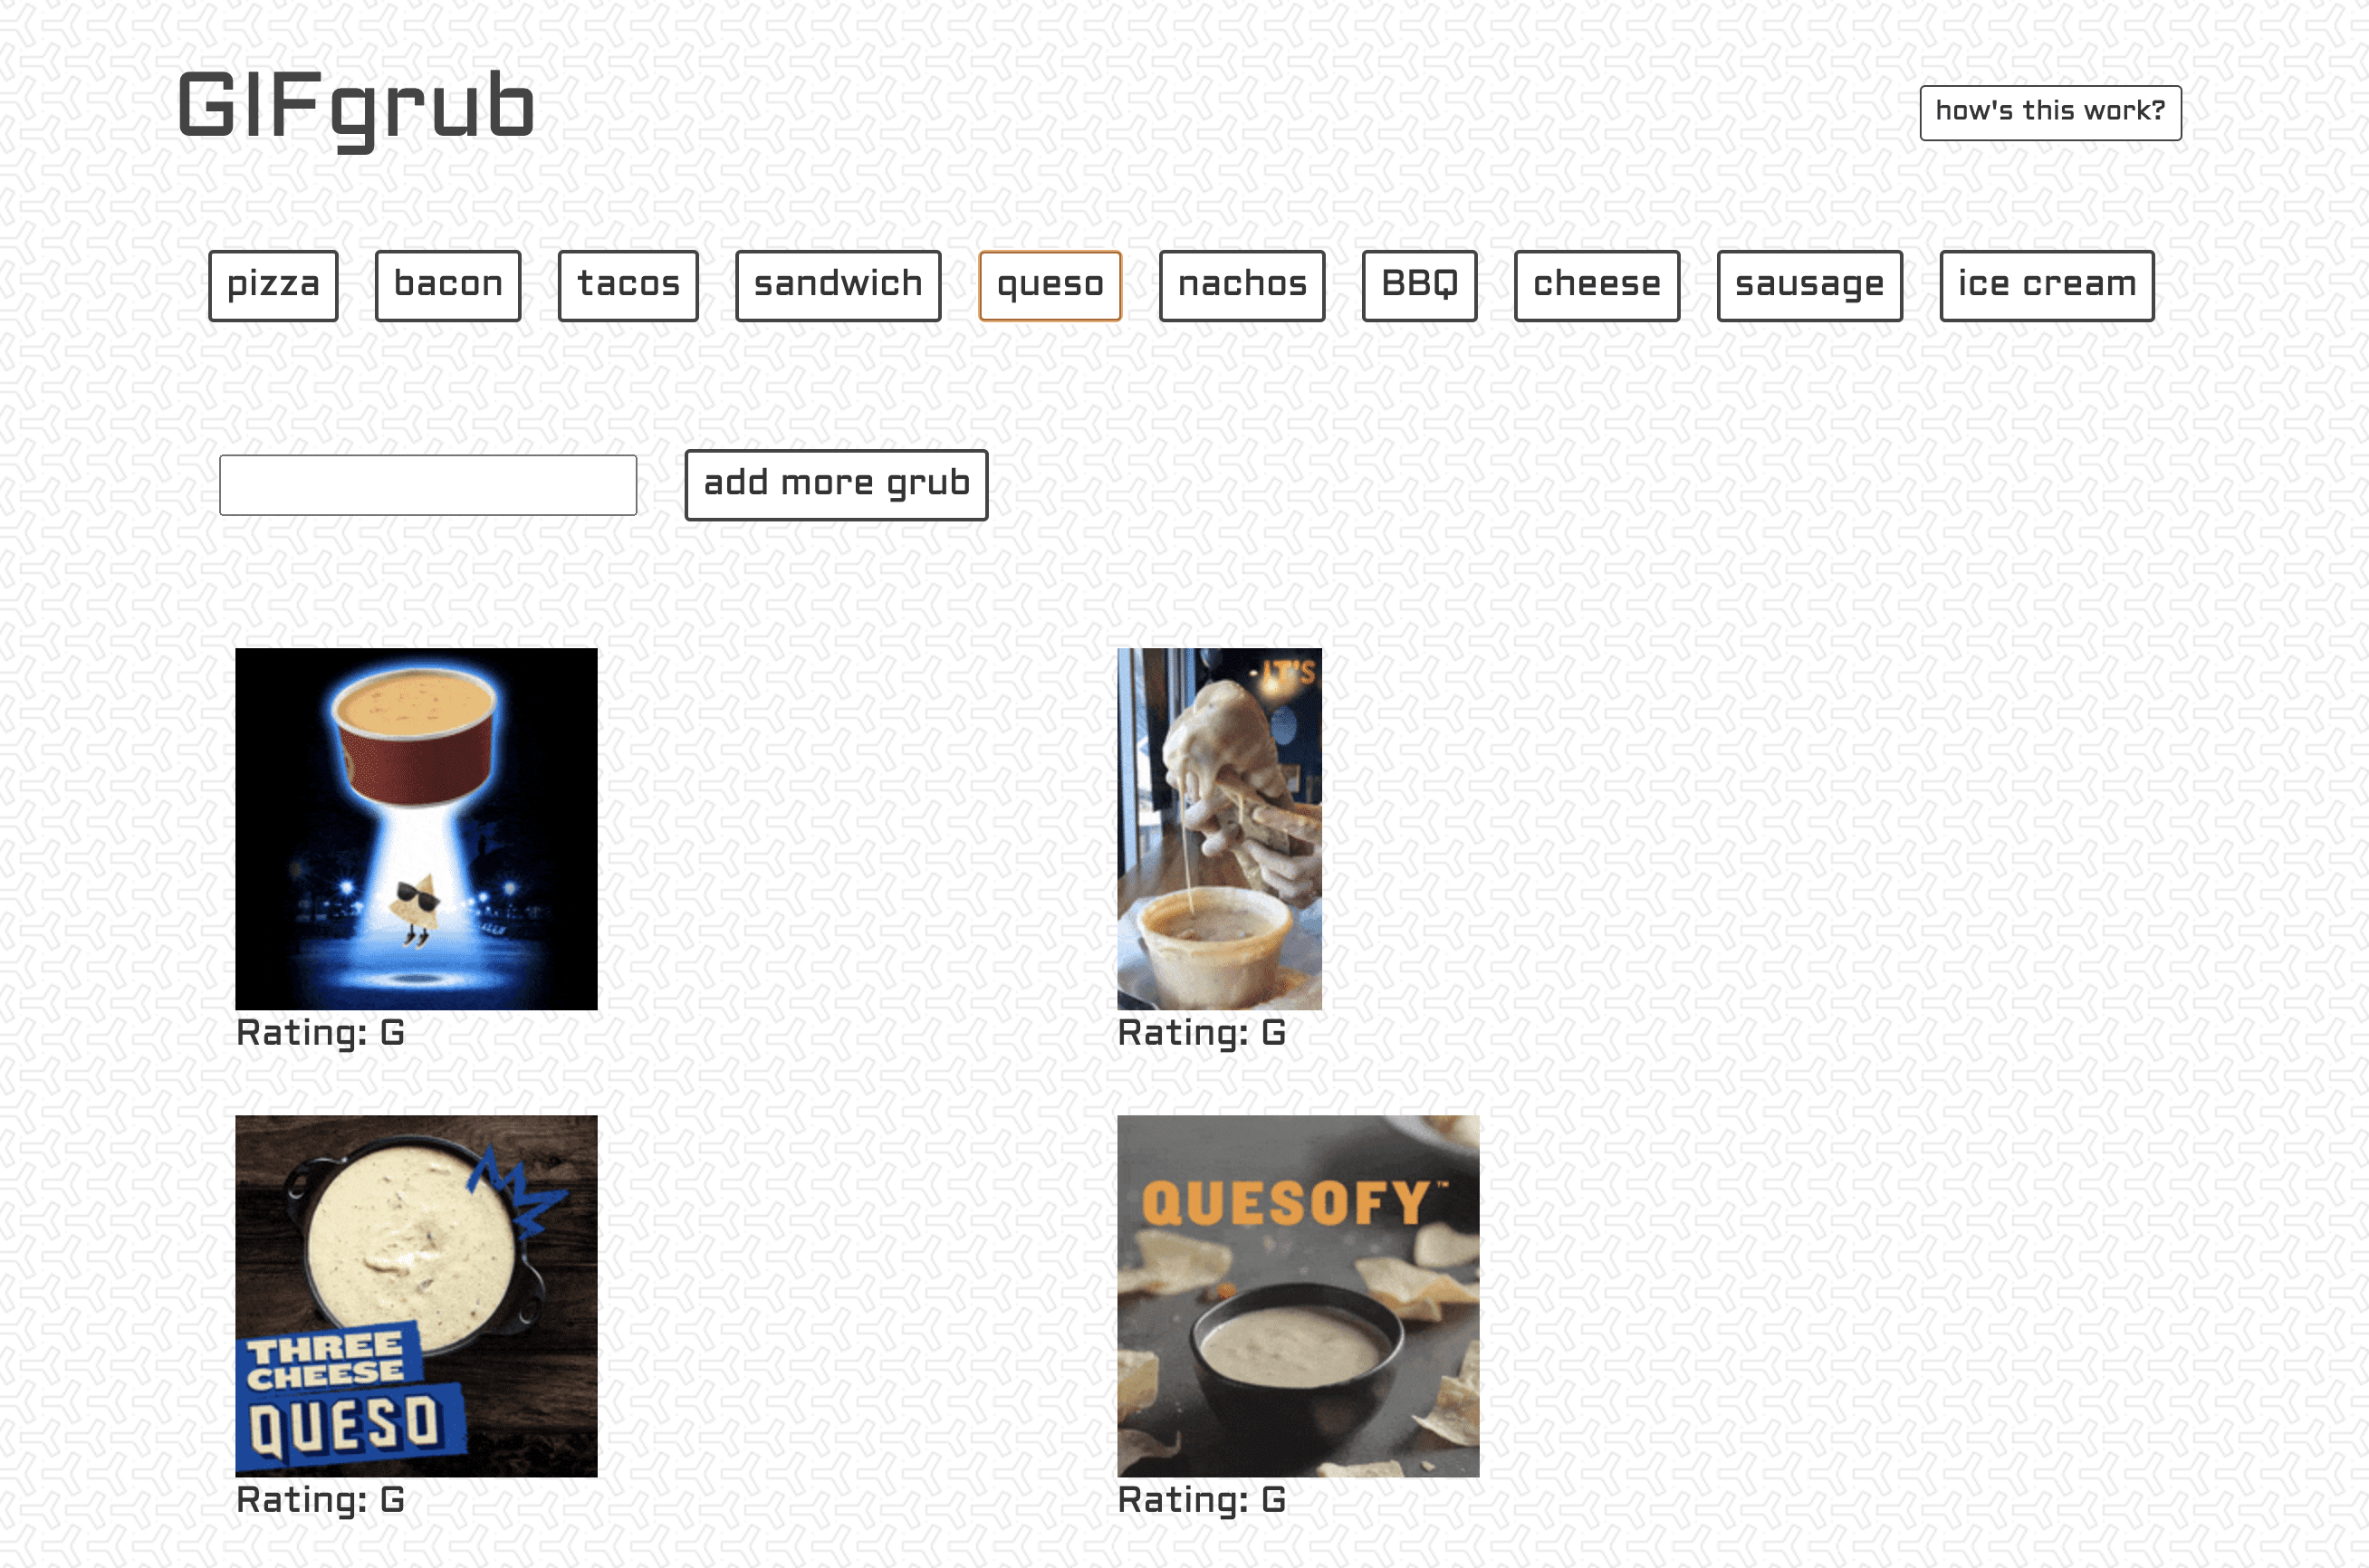 GIFgrub
how's this work?
pizza
bacon
tacos
sandwich
queso
nachos
BBQ
cheese
sausage
ice cream
add more grub
IT'S
Rating: G
Rating: G
THREE
CHEESE
QUESO
QUESOFY™
Rating: G
Rating: G